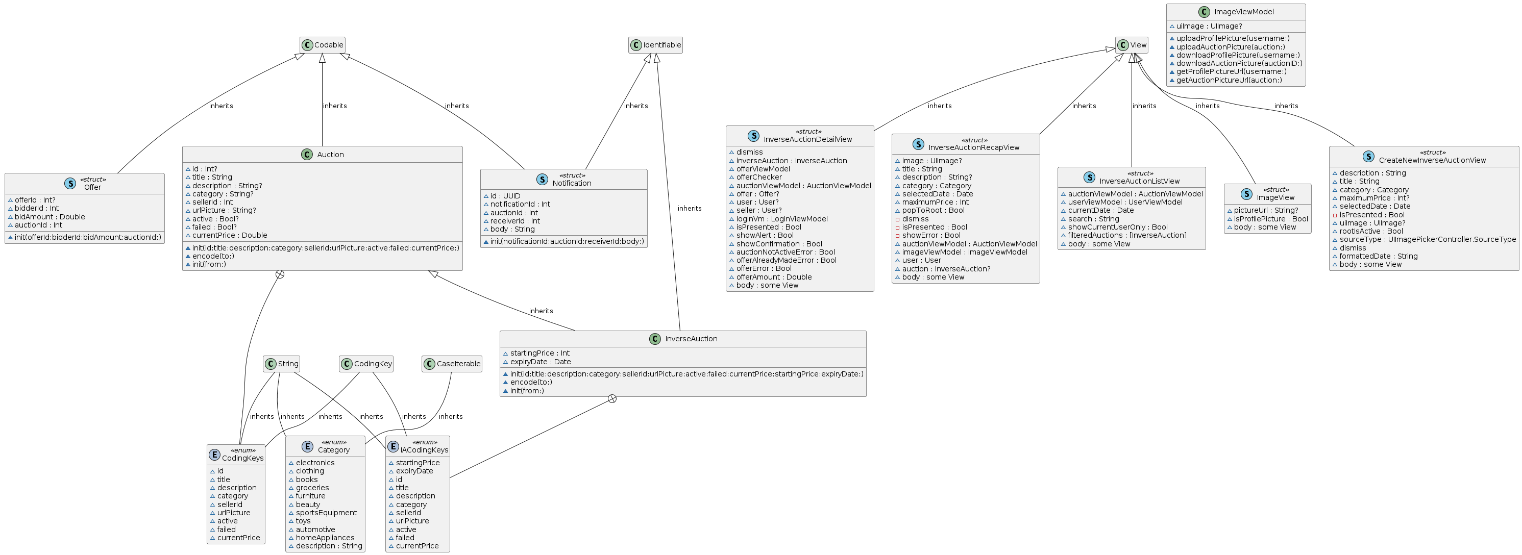 ImageViewModel
uiImage : UIImage?
uploadProfilePicture(username:)
uploadAuctionPicture(auction:)
downloadProfilePicture(username:)
downloadAuctionPicture(auctionID:)
getProfilePictureUrl(username:)
getAuctionPictureUrl(auction:)
Codable
Identifiable
View
inherits
inherits
inherits
inherits
inherits
inherits
inherits
inherits
inherits
inherits
«struct»
Offer
offerId : Int?
bidderId : Int
bidAmount : Double
auctionId : Int
init(offerId:bidderId:bidAmount:auctionId:)
Auction
id : Int?
title : String
description : String?
category : String?
sellerId : Int
urlPicture : String?
active : Bool?
failed : Bool?
currentPrice : Double
init(id:title:description:category:sellerId:urlPicture:active:failed:currentPrice:)
encode(to:)
init(from:)
«struct»
Notification
id : UUID
notificationId : Int
auctionId : Int
receiverId : Int
body : String
init(notificationId:auctionId:receiverId:body:)
«struct»
InverseAuctionDetailView
dismiss
inverseAuction : InverseAuction
offerViewModel
offerChecker
auctionViewModel : AuctionViewModel
offer : Offer?
user : User?
seller : User?
loginVm : LoginViewModel
isPresented : Bool
showAlert : Bool
showConfirmation : Bool
auctionNotActiveError : Bool
offerAlreadyMadeError : Bool
offerError : Bool
offerAmount : Double
body : some View
«struct»
InverseAuctionRecapView
image : UIImage?
title : String
description : String?
category : Category
selectedDate : Date
maximumPrice : Int
popToRoot : Bool
dismiss
isPresented : Bool
showError : Bool
auctionViewModel : AuctionViewModel
imageViewModel : ImageViewModel
user : User
auction : InverseAuction?
body : some View
«struct»
InverseAuctionListView
auctionViewModel : AuctionViewModel
userViewModel : UserViewModel
currentDate : Date
search : String
showCurrentuserOnly : Bool
filteredAuctions : [InverseAuction]
body : some View
«struct»
ImageView
pictureurl : String?
isProfilePicture : Bool
body : some View
«struct»
CreateNewInverseAuctionView
description : String
title : String
category : Category
maximumPrice : Int?
selectedDate : Date
isPresented : Bool
uiImage : UIImage?
rootIsActive : Bool
sourceType : UIImagePickerController.SourceType
dismiss
formattedDate : String
body : some View
inherits
InverseAuction
startingPrice : Int
expiryDate : Date
init(id:title:description:category:sellerId:urlPicture:active:failed:currentPrice:startingPrice:expiryDate:)
encode(to:)
init(from:)
String
CodingKey
CaseIterable
inherits
inherits
inherits
inherits
inherits
inherits
«enum»
CodingKeys
id
title
description
category
sellerId
urlPicture
active
failed
currentPrice
«enum»
Category
electronics
clothing
books
groceries
furniture
beauty
sportsEquipment
toys
automotive
homeAppliances
description : String
«enum»
IACodingKeys
startingPrice
expiryDate
id
title
description
category
sellerId
urlPicture
active
failed
currentPrice